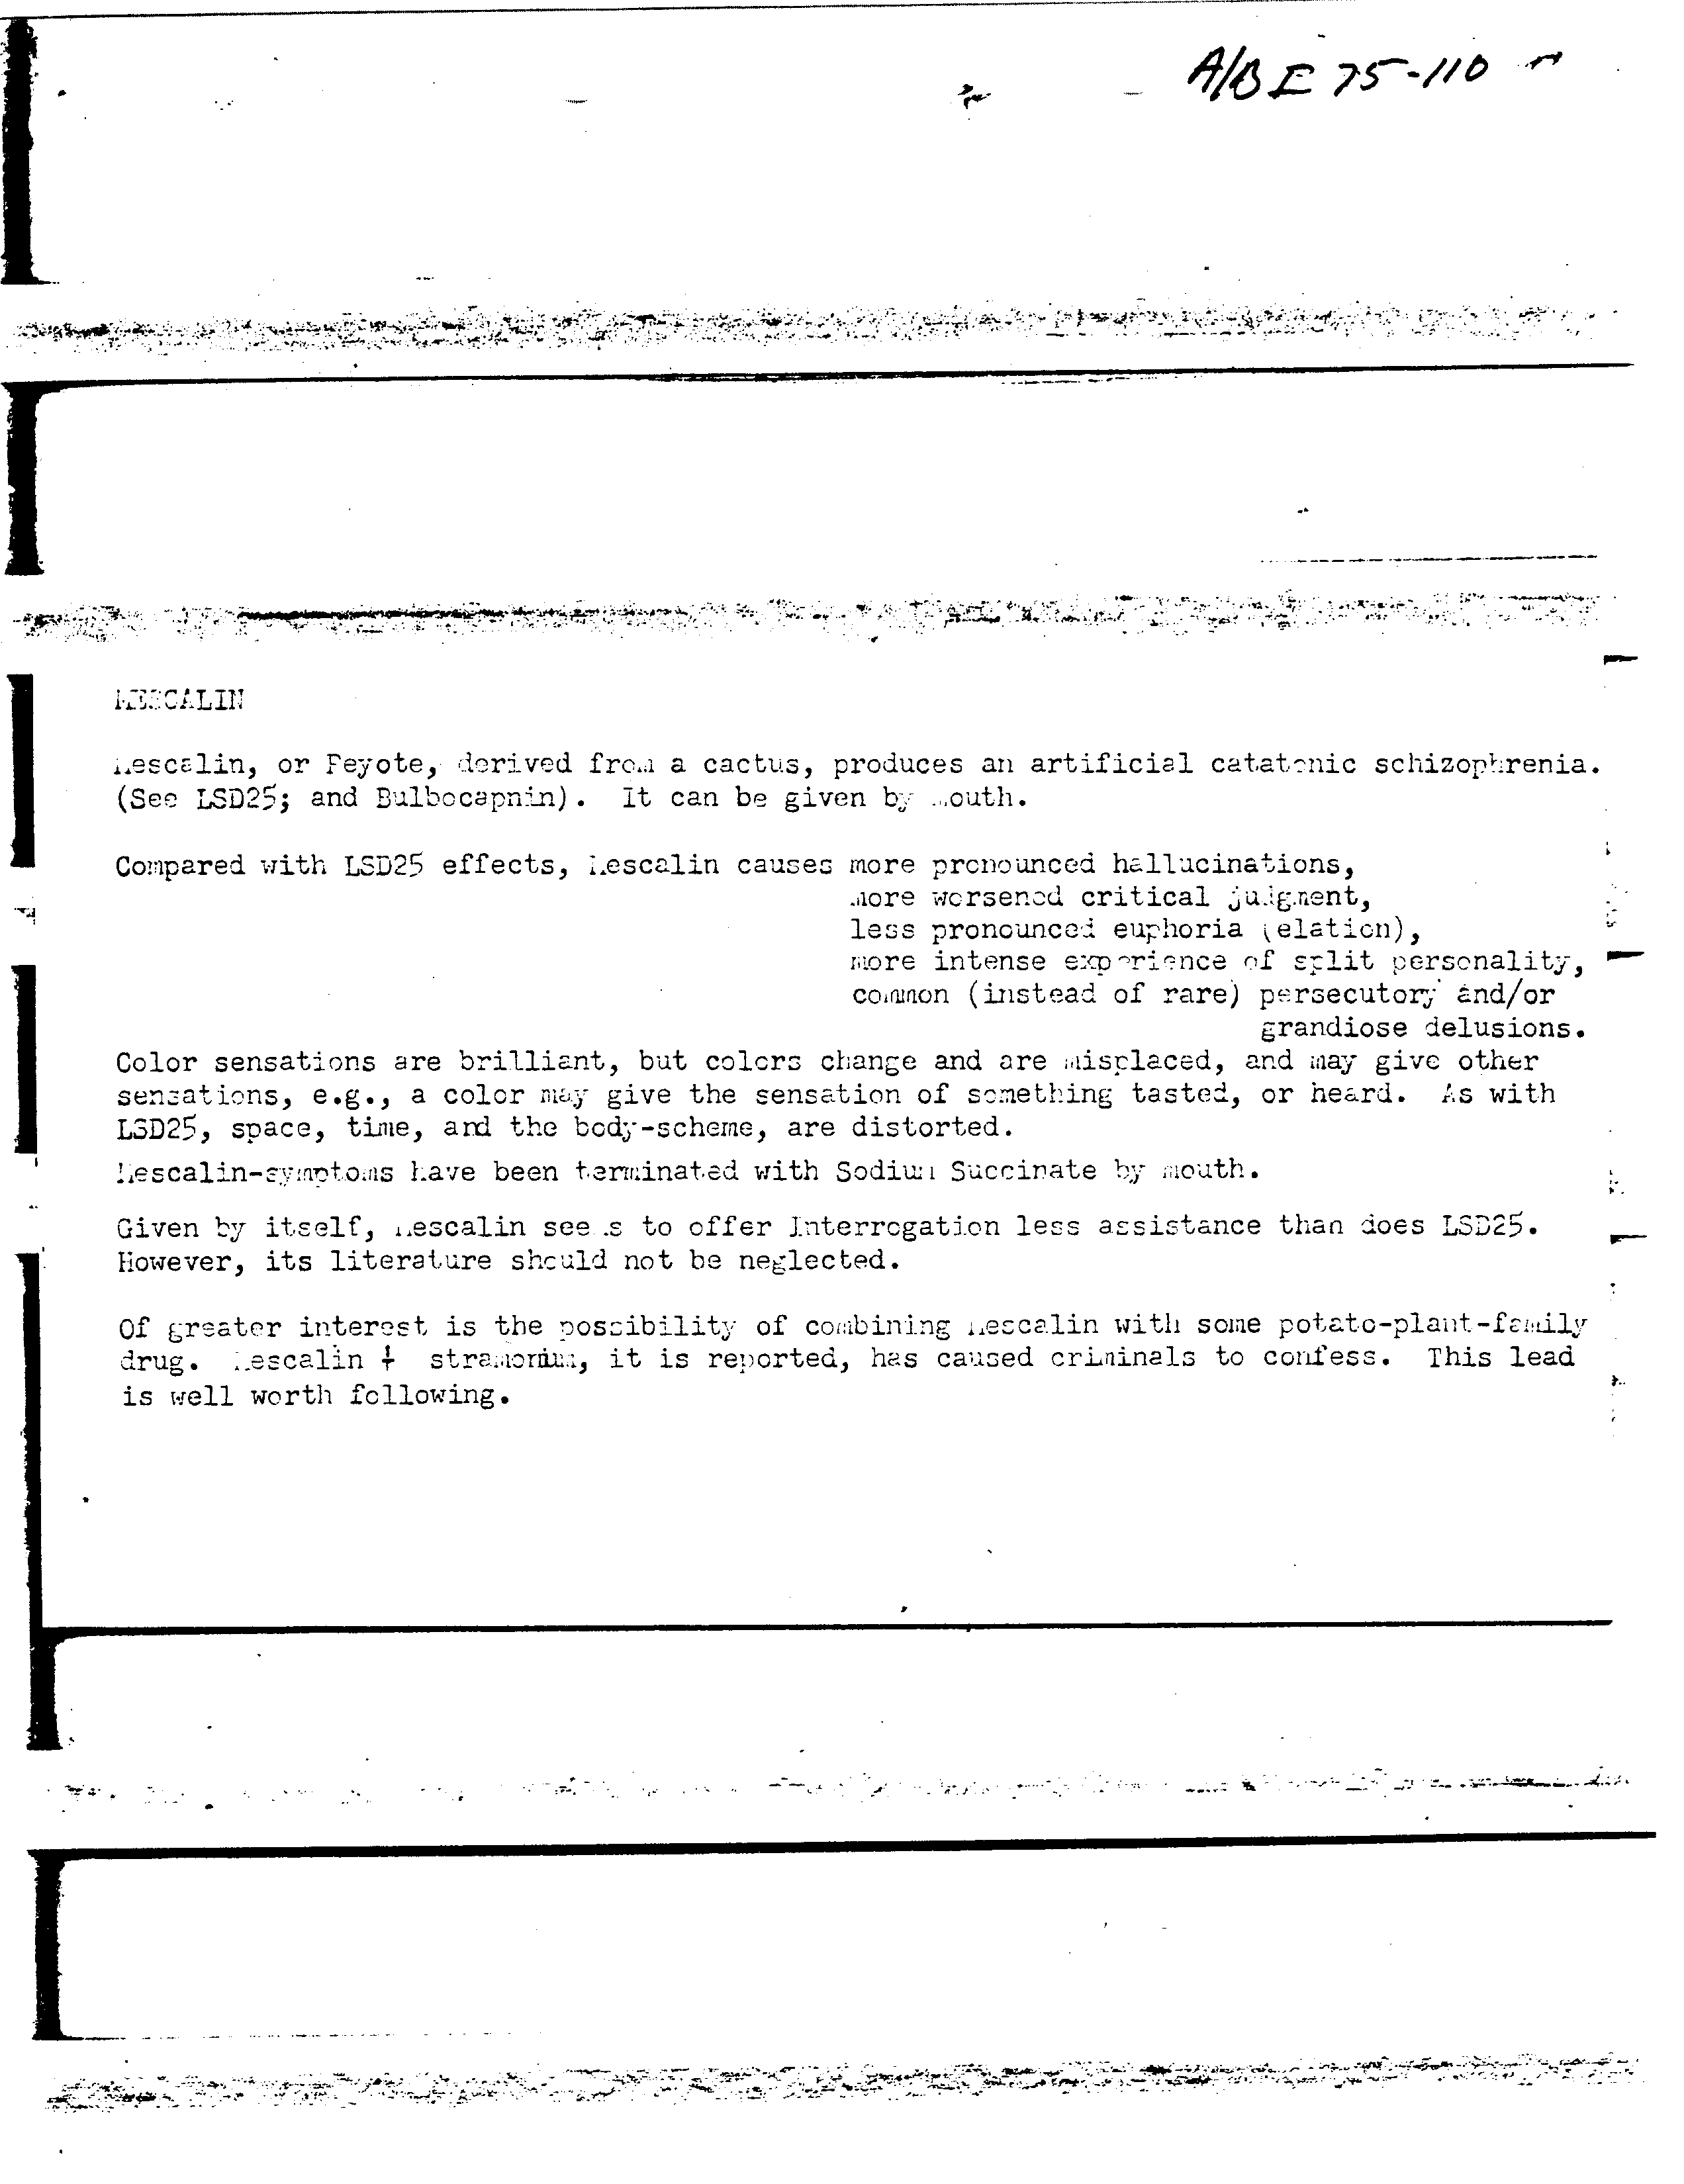 A/B E 75-110
MESCALIN
Mescalin, or Peyote, derived from a cactus, produces an artificial catatonic schizophrenia.
(See LSD25; and Bulbocapnin). It can be given by mouth.
Compared with LSD25 effects, Mescalin causes more pronounced hallucinations,
more worsened critical judgment,
less pronounced euphoria (elation),
more intense experience of split personality,
common (instead of rare) persecutory and/or
grandiose delusions.
Color sensations are brilliant, but colors change and are misplaced, and may give other
sensations, e.g., a color may give the sensation of something tasted, or heard. As with
LSD25, space, time, and the body-scheme, are distorted.
Mescalin-symptoms have been terminated with Sodium Succinate by mouth.
Given by itself, Mescalin seems to offer Interrogation less assistance than does LSD25.
However, its literature should not be neglected.
Of greater interest is the possibility of combining Mescalin with some potato-plant-family
drug. Mescalin + stramonium, it is reported, has caused criminals to confess. This lead
is well worth following.